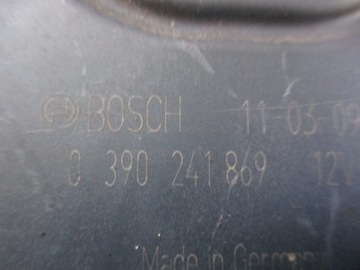 BOSCH 11-03-09
0 390 241 869 12V
Made in Germany